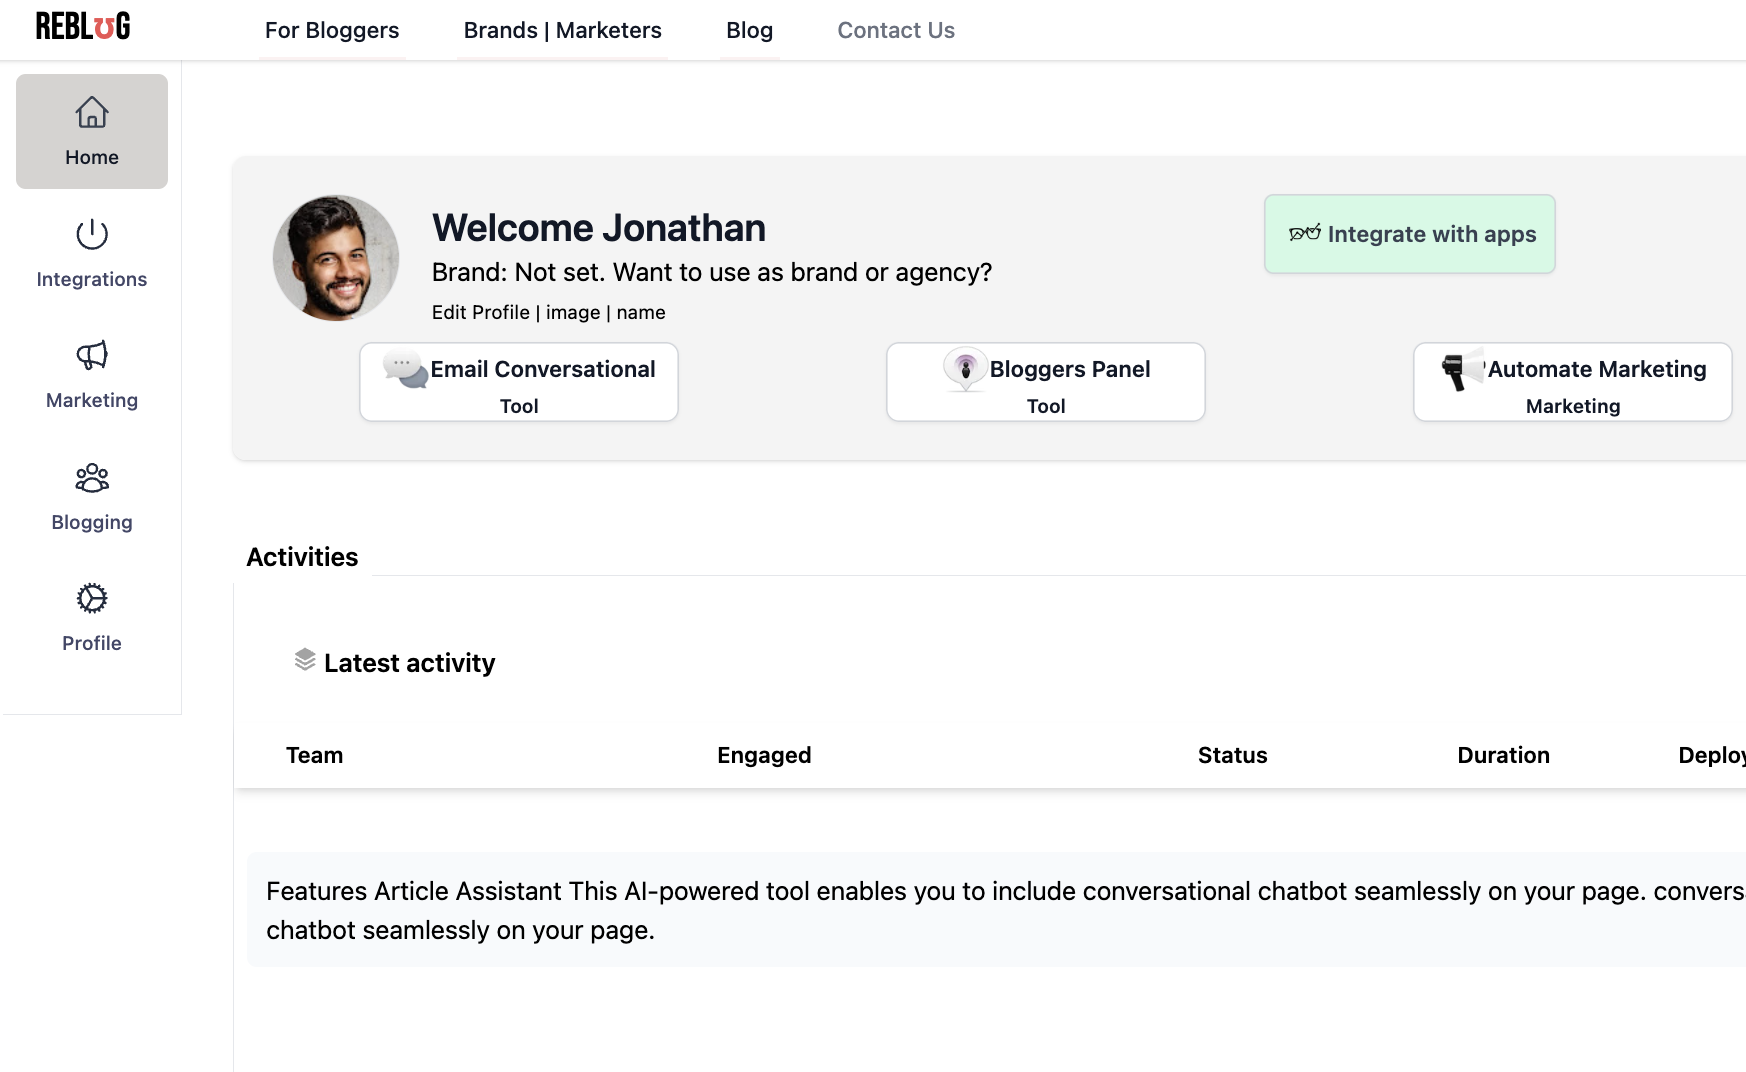 REBLOG
For Bloggers
Brands | Marketers
Blog
Contact Us
Home
Integrations
Marketing
Blogging
Profile
Welcome Jonathan
Brand: Not set. Want to use as brand or agency?
Edit Profile | image | name
Integrate with apps
Email Conversational
Tool
Bloggers Panel
Tool
Automate Marketing
Marketing
Activities
Latest activity
Team
Engaged
Status
Duration
Deploy
Features Article Assistant This AI-powered tool enables you to include conversational chatbot seamlessly on your page. convers
chatbot seamlessly on your page.